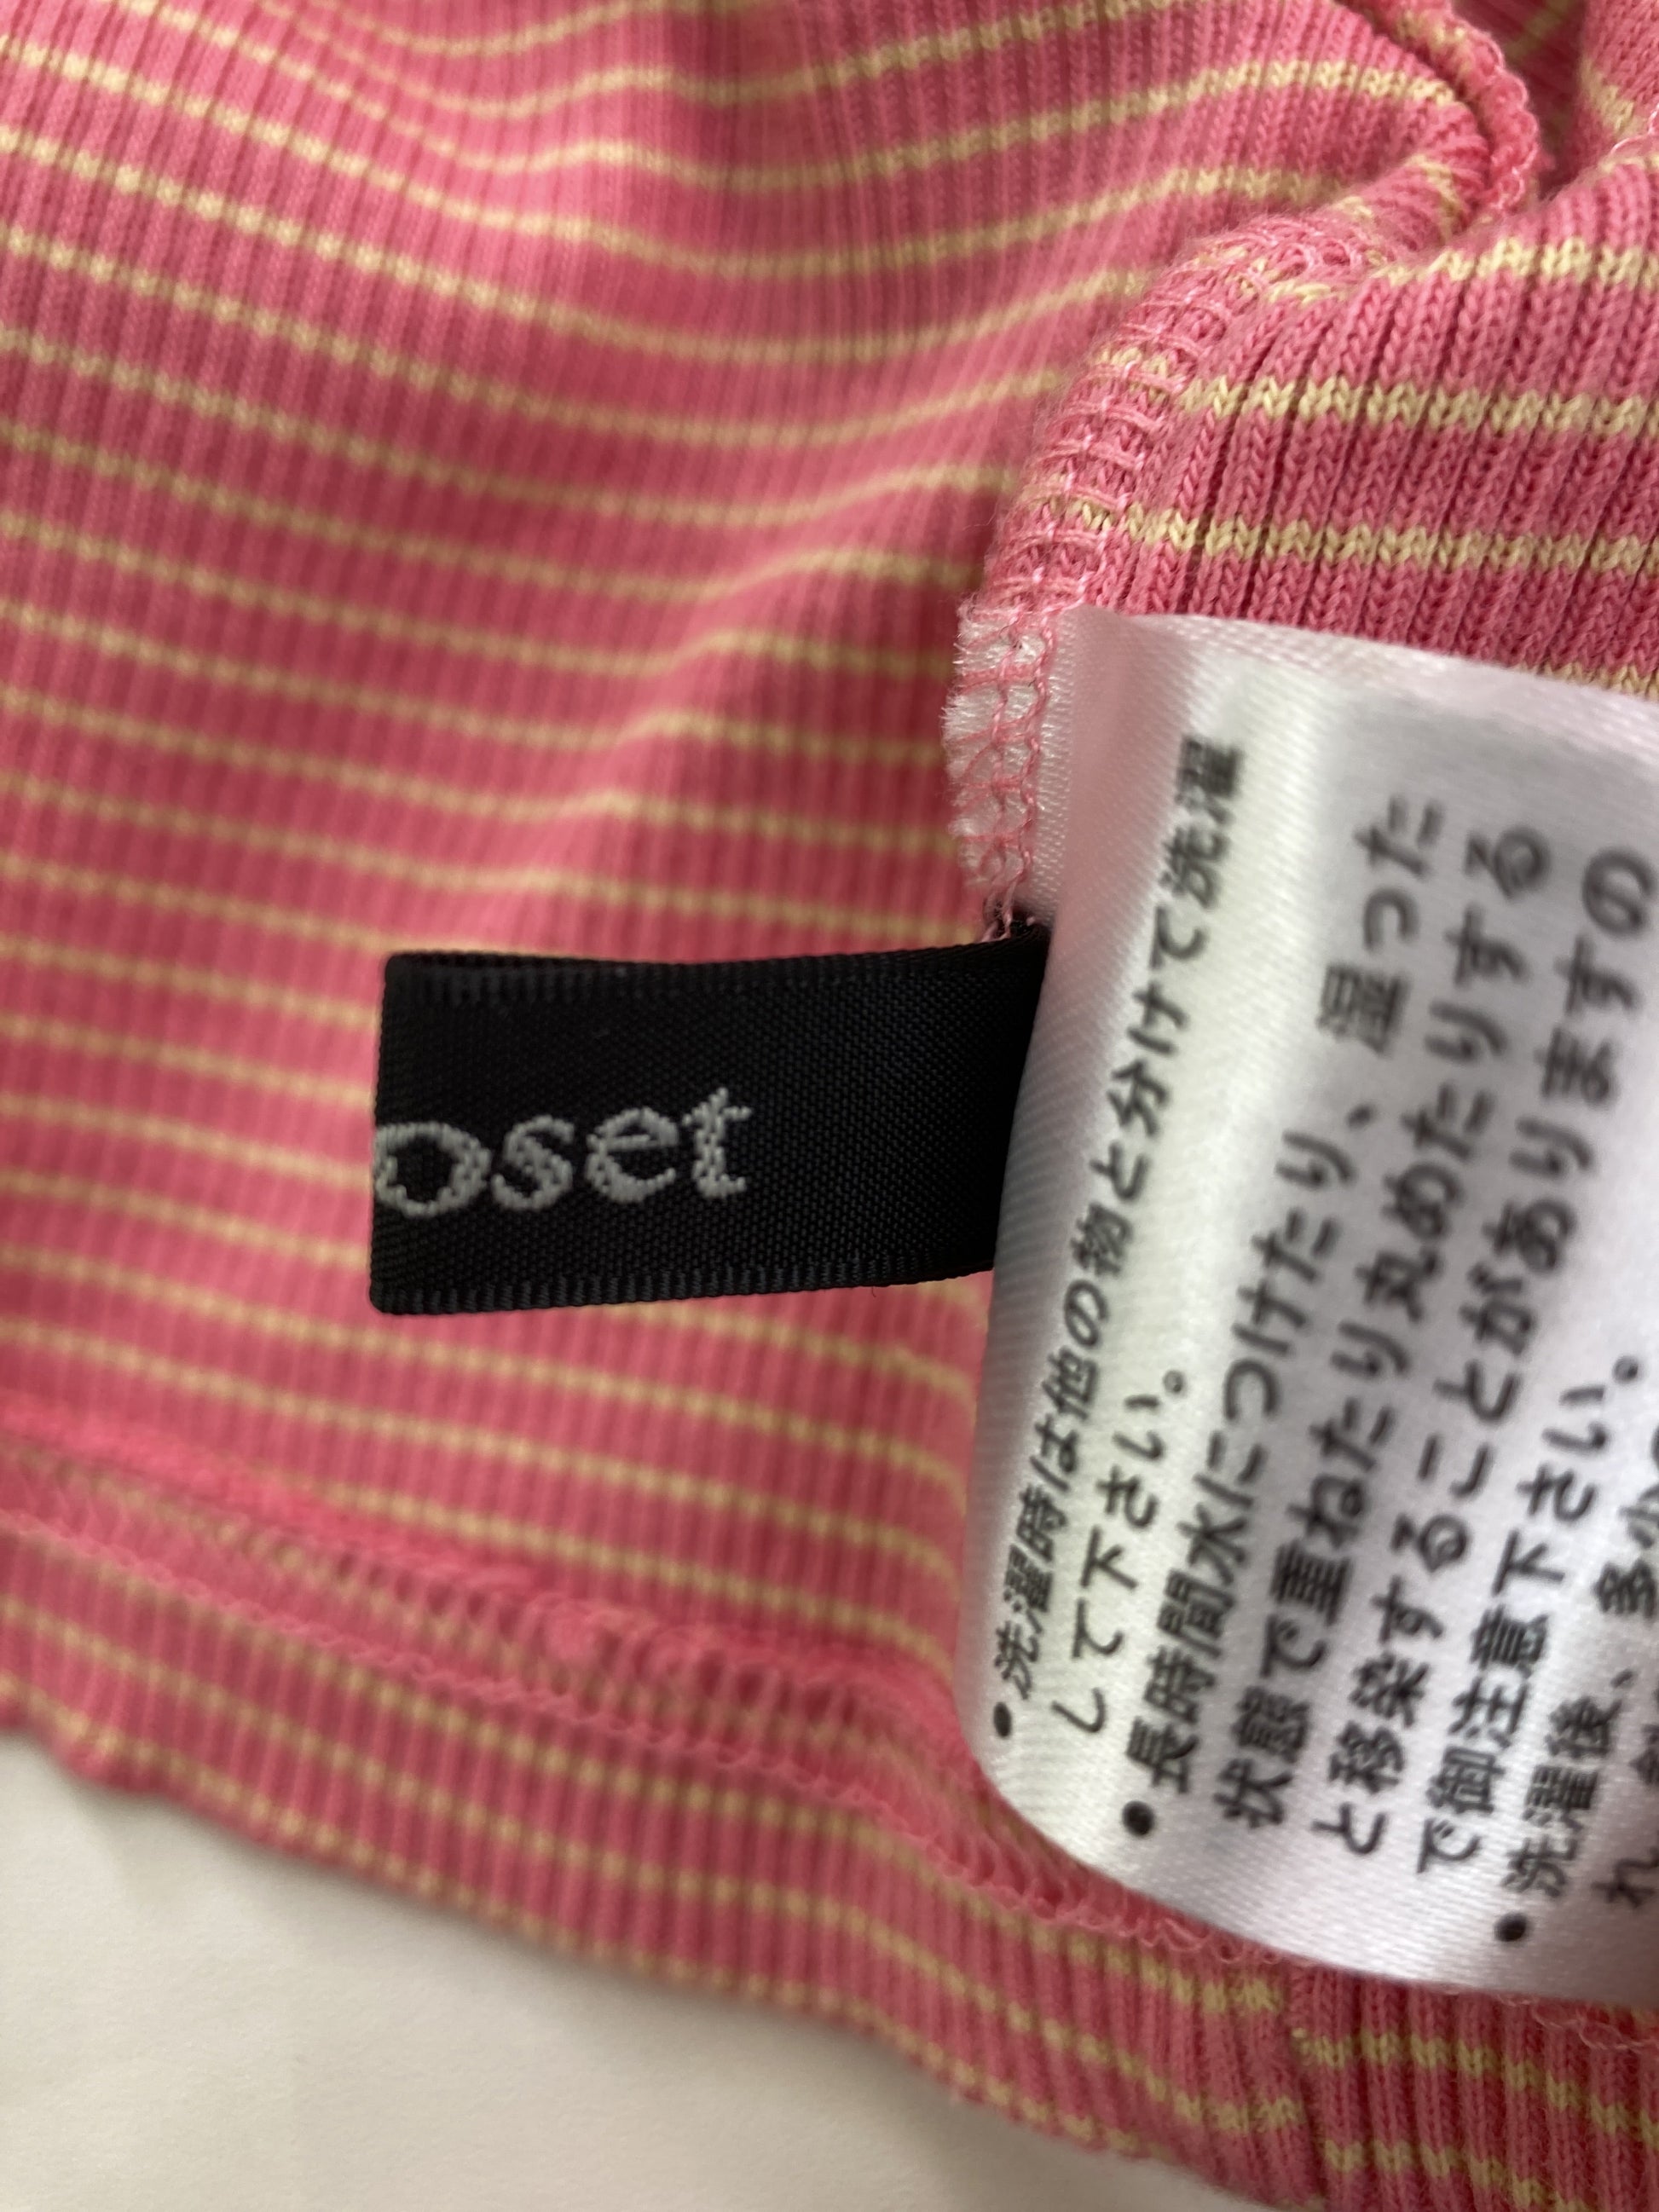 oset
・洗濯時は他の物と分けて洗濯
して下さい。
・長時間水につけたり、湿った
状態で重ねたり丸めたりする
と移染することがありますの
で御注意下さい。
・洗濯後、多少